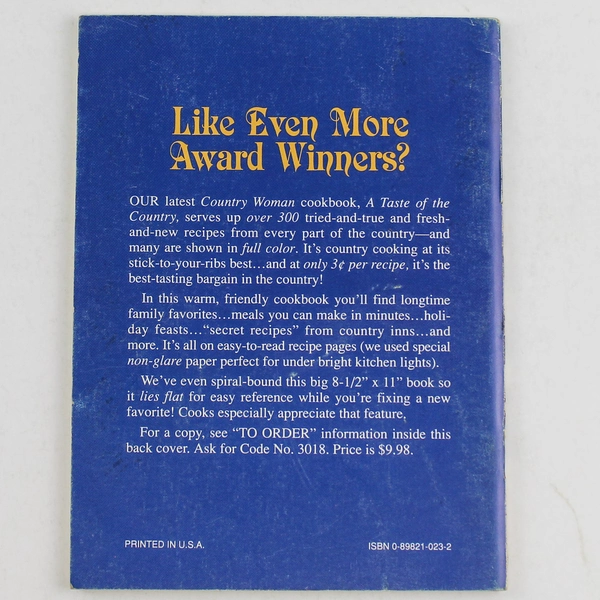 Like Even More
Award Winners?
OUR latest Country Woman cookbook, A Taste of the
Country, serves up over 300 tried-and-true and fresh-
and-new recipes from every part of the country—and
many are shown in full color. It's country cooking at its
stick-to-your-ribs best...and at only 3¢ per recipe, it's the
best-tasting bargain in the country!
In this warm, friendly cookbook you'll find longtime
family favorites...meals you can make in minutes...holi-
day feasts...“secret recipes” from country inns...and
more. It's all on easy-to-read recipe pages (we used special
non-glare paper perfect for under bright kitchen lights).
We've even spiral-bound this big 8-1/2” x 11” book so
it lies flat for easy reference while you're fixing a new
favorite! Cooks especially appreciate that feature.
For a copy, see “TO ORDER” information inside this
back cover. Ask for Code No. 3018. Price is $9.98.
PRINTED IN U.S.A.
ISBN 0-89821-023-2